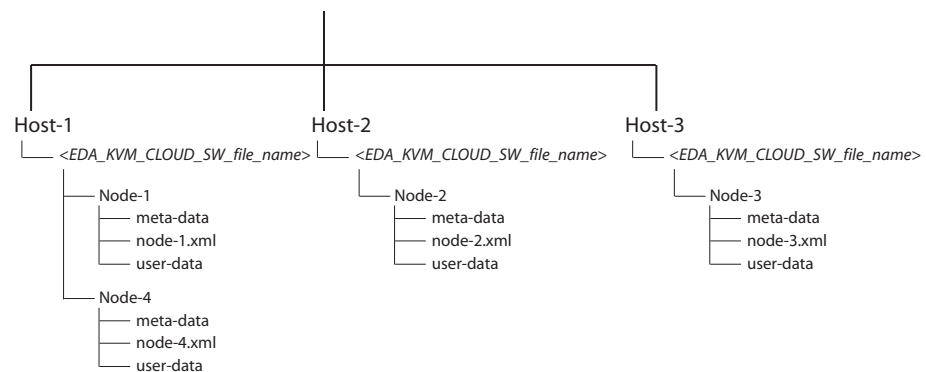 Host-1
<EDA_KVM_CLOUD_SW_file_name>
Node-1
meta-data
node-1.xml
user-data
Node-4
meta-data
node-4.xml
user-data
Host-2
<EDA_KVM_CLOUD_SW_file_name>
Node-2
meta-data
node-2.xml
user-data
Host-3
<EDA_KVM_CLOUD_SW_file_name>
Node-3
meta-data
node-3.xml
user-data